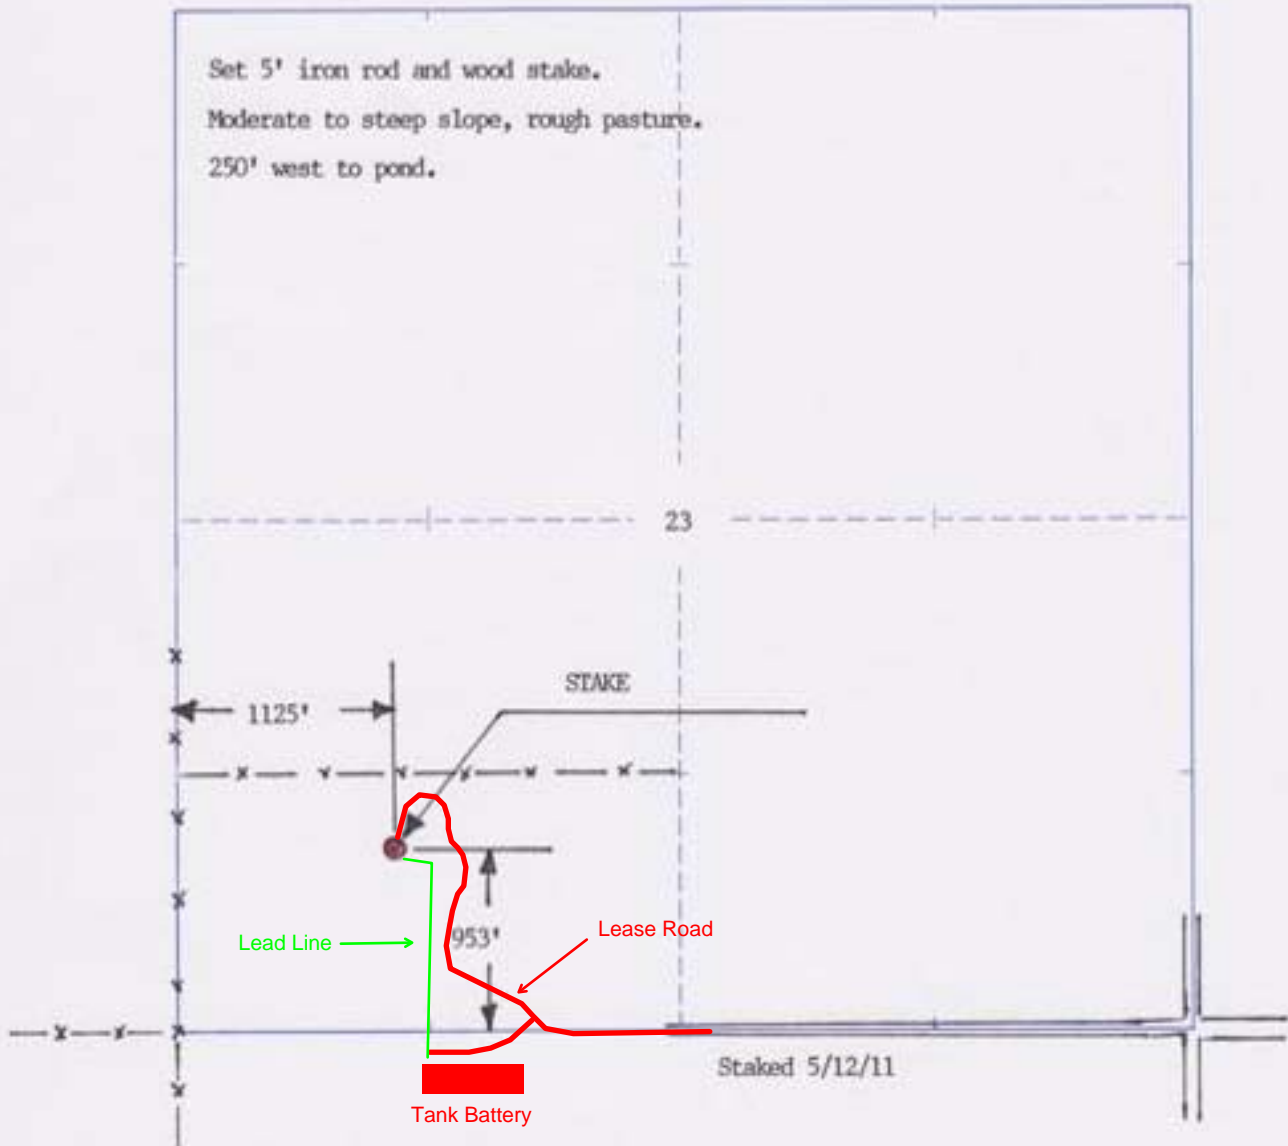 Set 5' iron rod and wood stake.
Moderate to steep slope, rough pasture.
250' west to pond.
23
STAKE
1125'
Lead Line
953'
Lease Road
Staked 5/12/11
Tank Battery